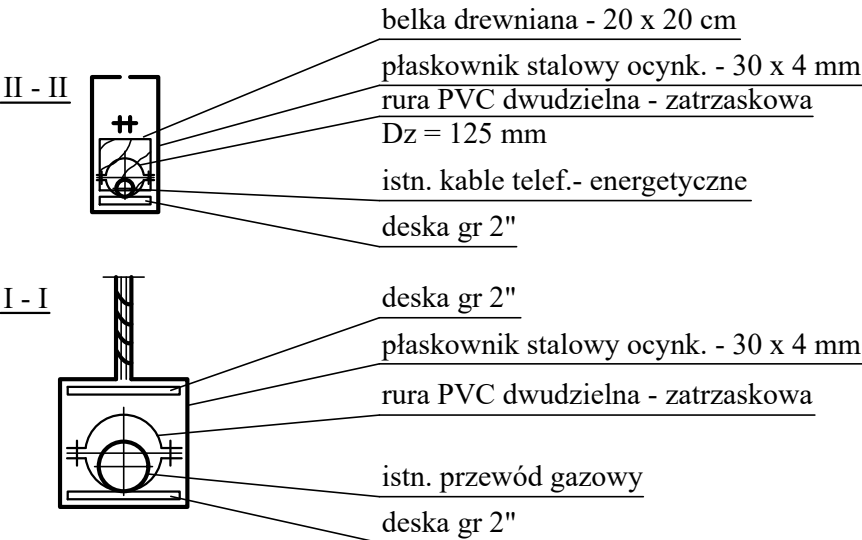 belka drewniana - 20 x 20 cm
II - II
płaskownik stalowy ocynk. - 30 x 4 mm
rura PVC dwudzielna - zatrzaskowa
Dz = 125 mm
istn. kable telef.- energetyczne
deska gr 2"
I - I
deska gr 2"
płaskownik stalowy ocynk. - 30 x 4 mm
rura PVC dwudzielna - zatrzaskowa
istn. przewód gazowy
deska gr 2"